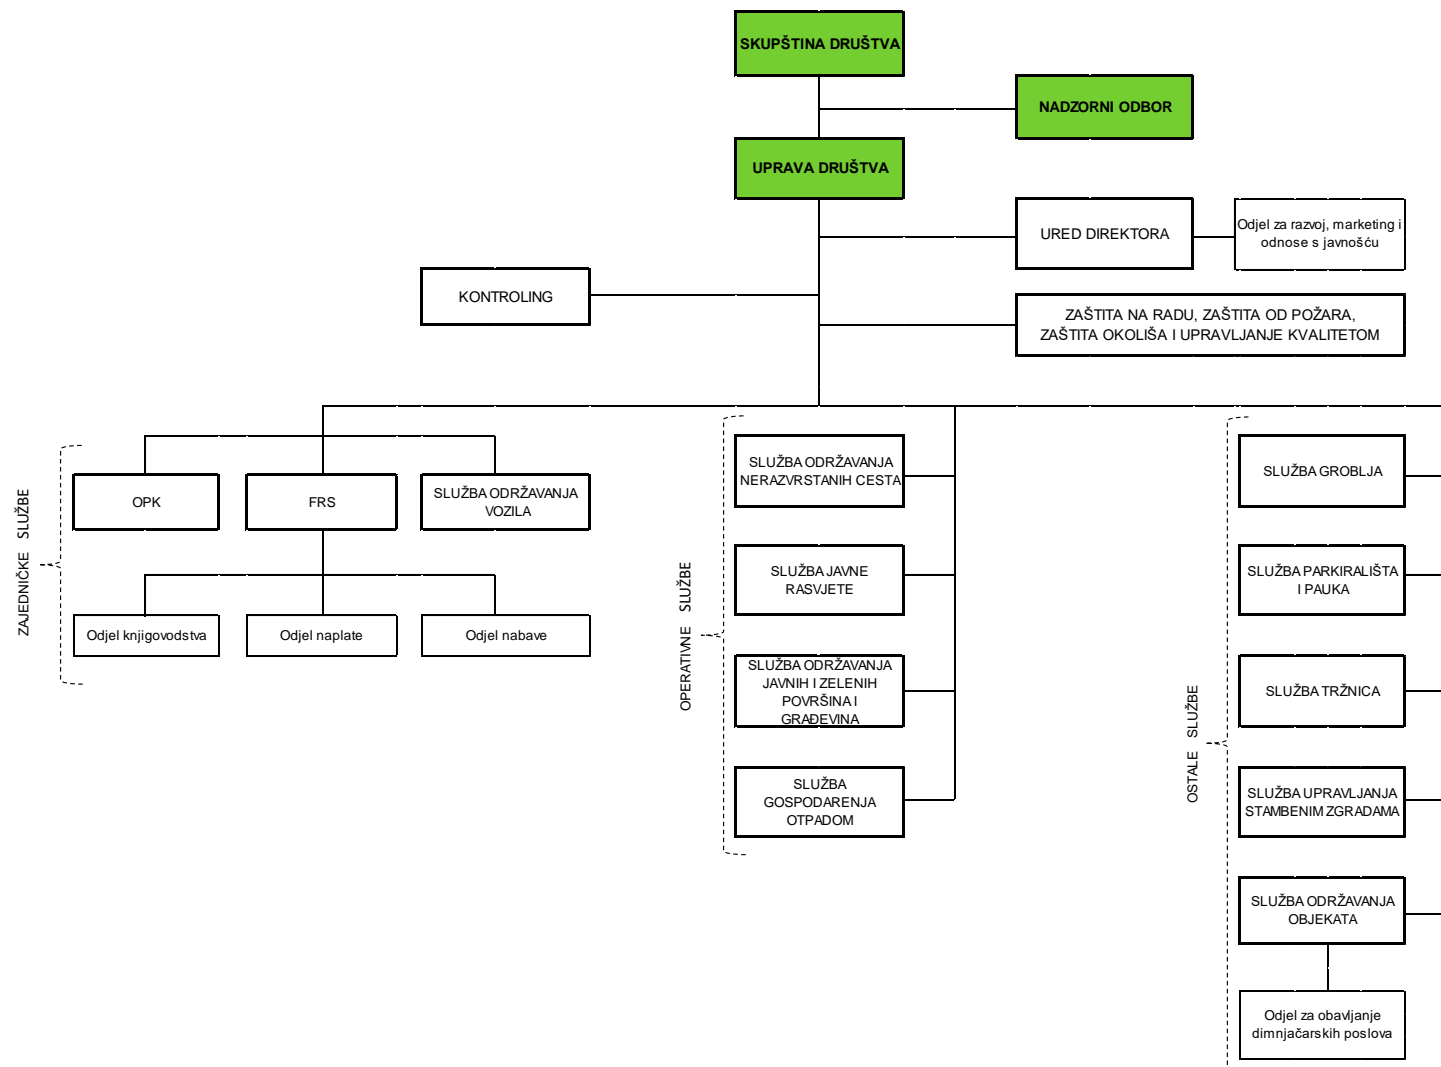 SKUPŠTINA DRUŠTVA
NADZORNI ODBOR
UPRAVA DRUŠTVA
URED DIREKTORA
Odjel za razvoj, marketing i
odnose s javnošću
KONTROLING
ZAŠTITA NA RADU, ZAŠTITA OD POŽARA,
ZAŠTITA OKOLIŠA I UPRAVLJANJE KVALITETOM
ZAJEDNIČKE SLUŽBE
OPK
FRS
SLUŽBA ODRŽAVANJA
VOZILA
Odjel knjigovodstva
Odjel naplate
Odjel nabave
OPERATIVNE SLUŽBE
SLUŽBA ODRŽAVANJA
NERAZVRSTANIH CESTA
SLUŽBA JAVNE
RASVJETE
SLUŽBA ODRŽAVANJA
JAVNIH I ZELENIH
POVRŠINA I
GRAĐEVINA
SLUŽBA
GOSPODARENJA
OTPADOM
OSTALE SLUŽBE
SLUŽBA GROBLJA
SLUŽBA PARKIRALIŠTA
I PAUKA
SLUŽBA TRŽNICA
SLUŽBA UPRAVLJANJA
STAMBENIM ZGRADAMA
SLUŽBA ODRŽAVANJA
OBJEKATA
Odjel za obavljanje
dimnjačarskih poslova